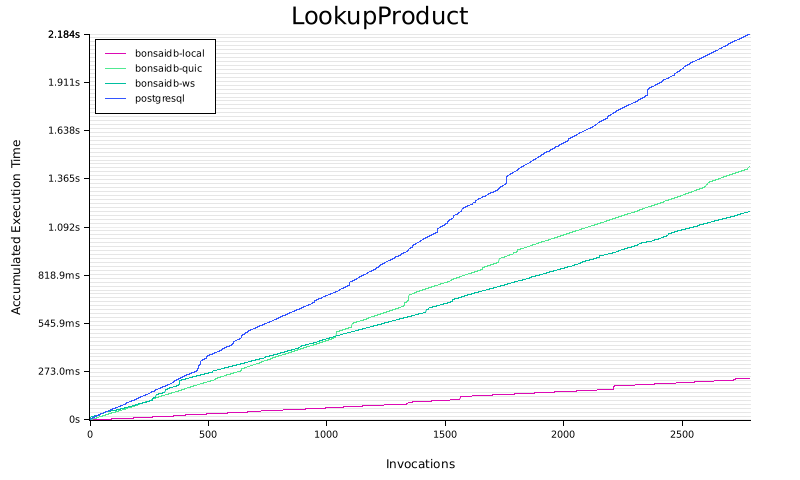 LookupProduct
2.184s
bonsaidb-local
bonsaidb-quic
bonsaidb-ws
postgresql
1.911s
1.638s
1.365s
1.092s
818.9ms
545.9ms
273.0ms
0s
Accumulated Execution Time
0 500 1000 1500 2000 2500
Invocations